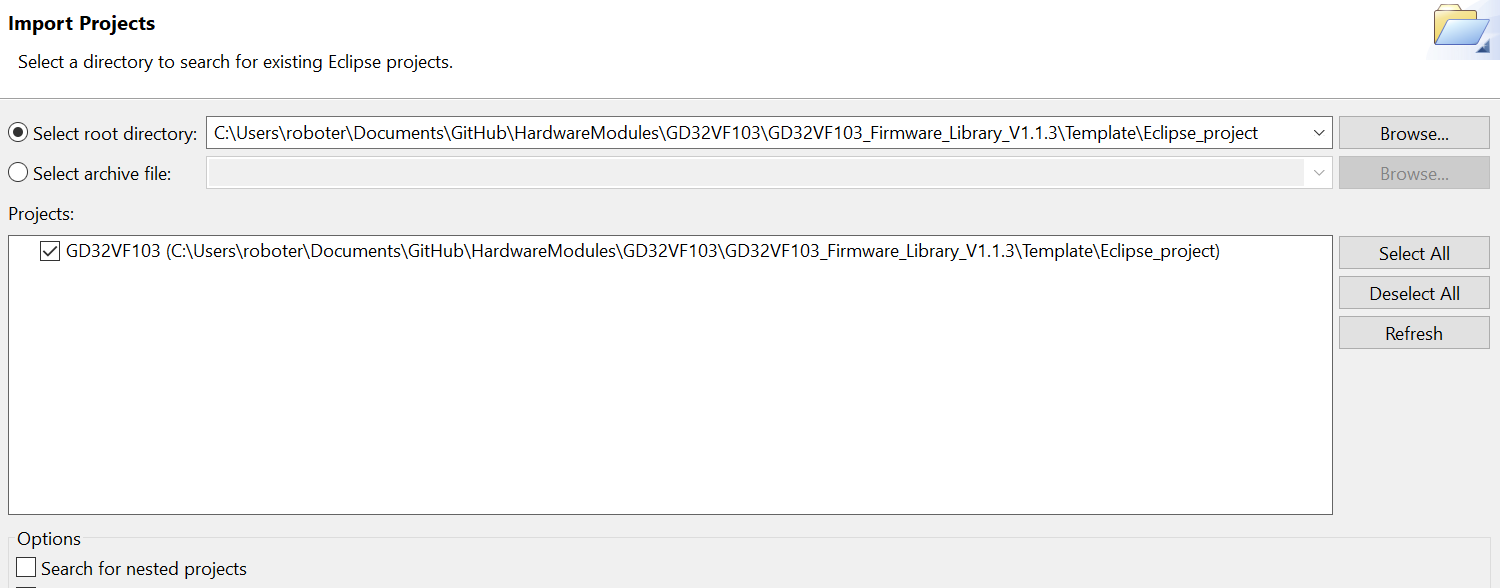 Import Projects
Select a directory to search for existing Eclipse projects.
Select root directory: C:\Users\roboter\Documents\GitHub\HardwareModules\GD32VF103\GD32VF103_Firmware_Library_V1.1.3\Template\Eclipse_project Browse...
Select archive file: Browse...
Projects:
GD32VF103 (C:\Users\roboter\Documents\GitHub\HardwareModules\GD32VF103\GD32VF103_Firmware_Library_V1.1.3\Template\Eclipse_project)
Select All
Deselect All
Refresh
Options
Search for nested projects